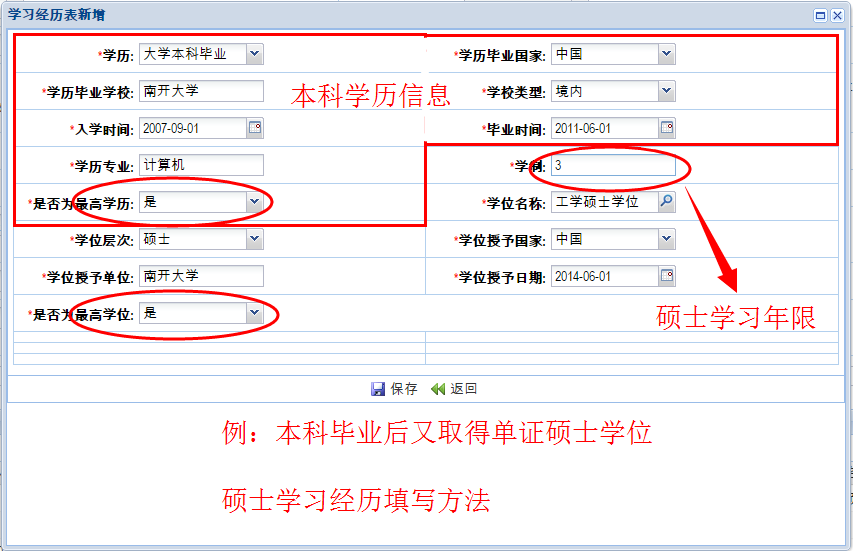 学习经历表新增
*学历: 大学本科毕业 *学历毕业国家: 中国
*学历毕业学校: 南开大学 *学校类型: 境内
本科学历信息
*入学时间: 2007-09-01 *毕业时间: 2011-06-01
*学历专业: 计算机 *学制: 3
*是否为最高学历: 是 *学位名称: 工学硕士学位
*学位层次: 硕士 *学位授予国家: 中国
*学位授予单位: 南开大学 *学位授予日期: 2014-06-01
*是否为最高学位: 是
硕士学习年限
保存 返回
例：本科毕业后又取得单证硕士学位
硕士学习经历填写方法